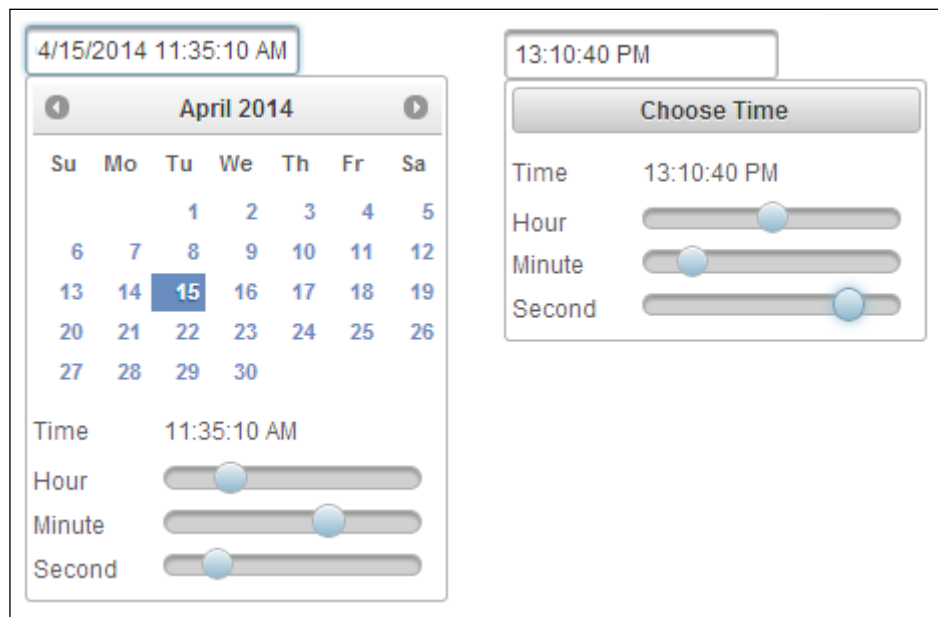 4/15/2014 11:35:10 AM
April 2014
Su Mo Tu We Th Fr Sa
1 2 3 4 5
6 7 8 9 10 11 12
13 14 15 16 17 18 19
20 21 22 23 24 25 26
27 28 29 30
Time 11:35:10 AM
Hour
Minute
Second
13:10:40 PM
Choose Time
Time 13:10:40 PM
Hour
Minute
Second